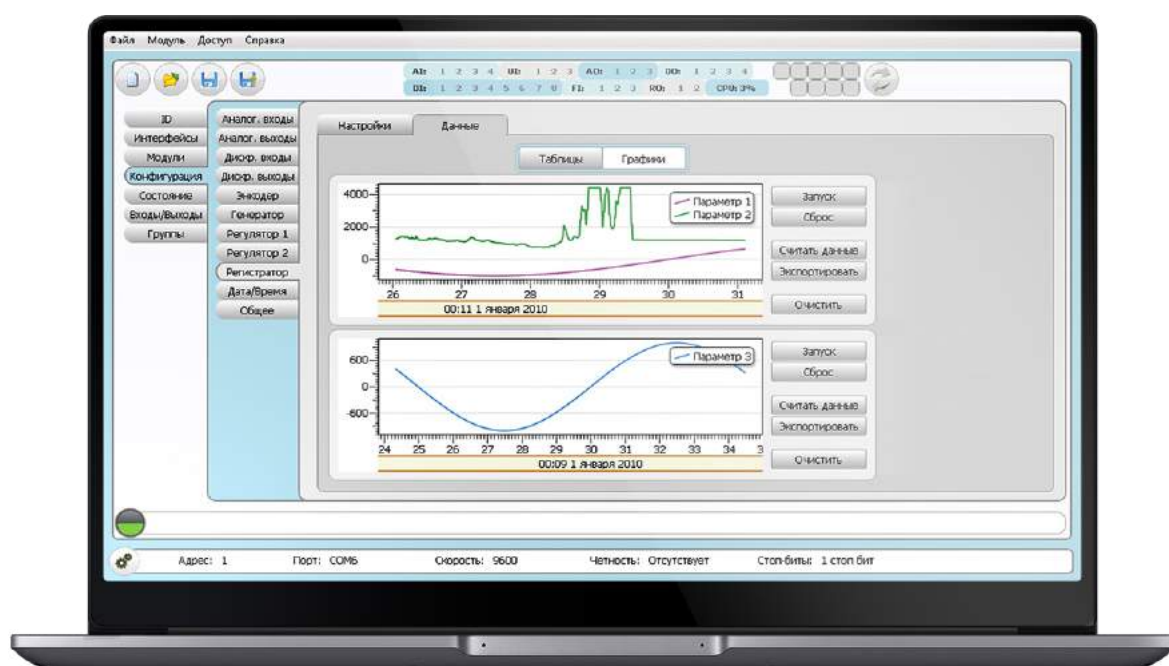 Файл Модуль Доступ Справка
AI: 1 2 3 4 UI: 1 2 3 AO: 1 2 3 DO: 1 2 3 4
DI: 1 2 3 4 5 6 7 8 FI: 1 2 3 RO: 1 2 CPU: 3%
ID
Интерфейсы
Модули
Конфигурация
Состояние
Входы/Выходы
Группы
Аналог. входы
Аналог. выходы
Дискр. входы
Дискр. выходы
Энкодер
Генератор
Регулятор 1
Регулятор 2
Регистратор
Дата/Время
Общее
Настройки Данные
Таблицы Графики
4000
2000
0
Параметр 1
Параметр 2
26 27 28 29 30 31
00:11 1 января 2010
Запуск
Сброс
Считать данные
Экспортировать
Очистить
600
0
-600
Параметр 3
24 25 26 27 28 29 30 31 32 33 34 3
00:09 1 января 2010
Запуск
Сброс
Считать данные
Экспортировать
Очистить
Адрес: 1 Порт: COM6 Скорость: 9600 Четность: Отсутствует Стоп-биты: 1 стоп бит